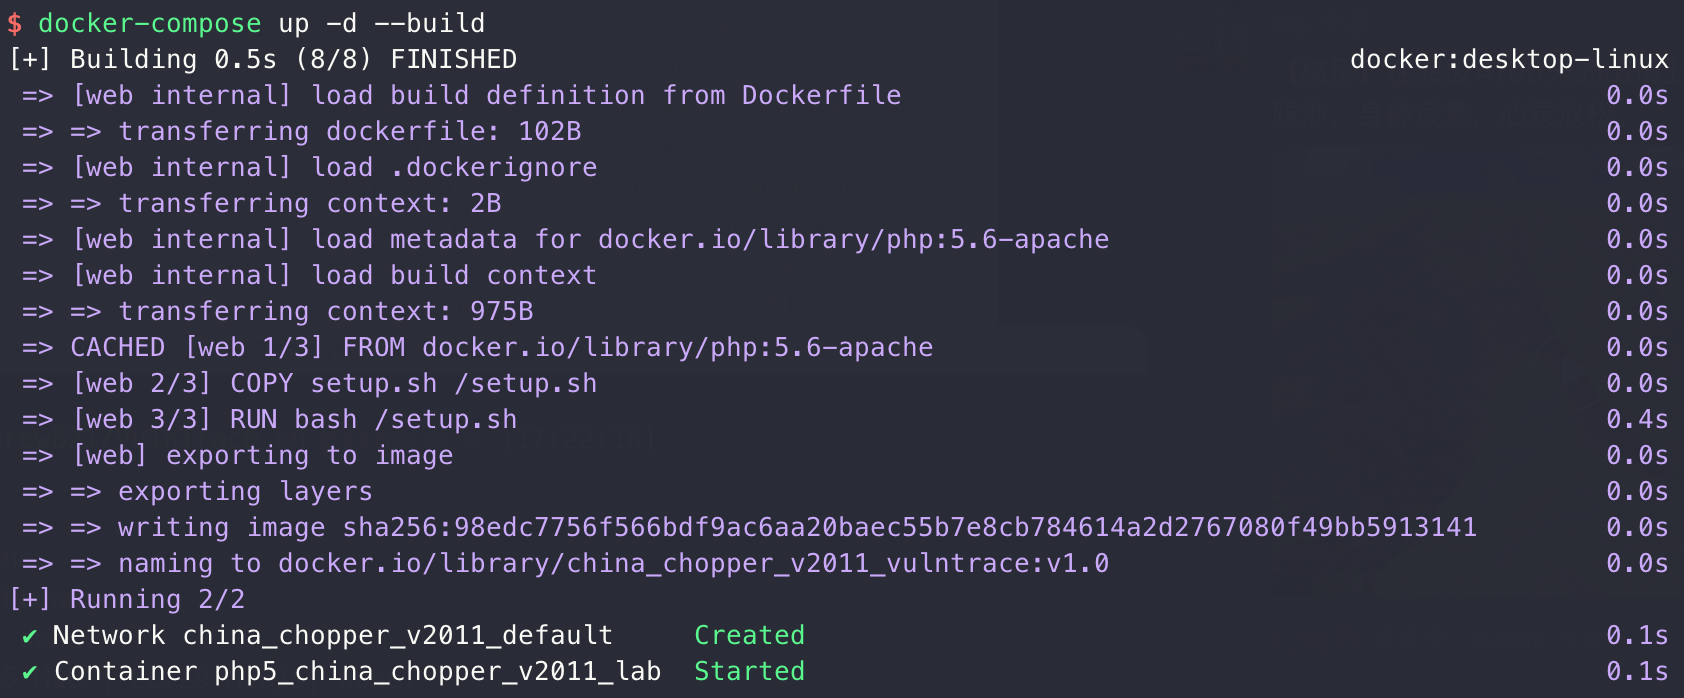 $ docker-compose up -d --build
[+] Building 0.5s (8/8) FINISHED docker:desktop-linux
=> [web internal] load build definition from Dockerfile 0.0s
=> => transferring dockerfile: 102B 0.0s
=> [web internal] load .dockerignore 0.0s
=> => transferring context: 2B 0.0s
=> [web internal] load metadata for docker.io/library/php:5.6-apache 0.0s
=> [web internal] load build context 0.0s
=> => transferring context: 975B 0.0s
=> CACHED [web 1/3] FROM docker.io/library/php:5.6-apache 0.0s
=> [web 2/3] COPY setup.sh /setup.sh 0.0s
=> [web 3/3] RUN bash /setup.sh 0.4s
=> [web] exporting to image 0.0s
=> => exporting layers 0.0s
=> => writing image sha256:98edc7756f566bdf9ac6aa20baec55b7e8cb784614a2d2767080f49bb5913141 0.0s
=> => naming to docker.io/library/china_chopper_v2011_vulntrace:v1.0 0.0s
[+] Running 2/2
✔ Network china_chopper_v2011_default Created 0.1s
✔ Container php5_china_chopper_v2011_lab Started 0.1s